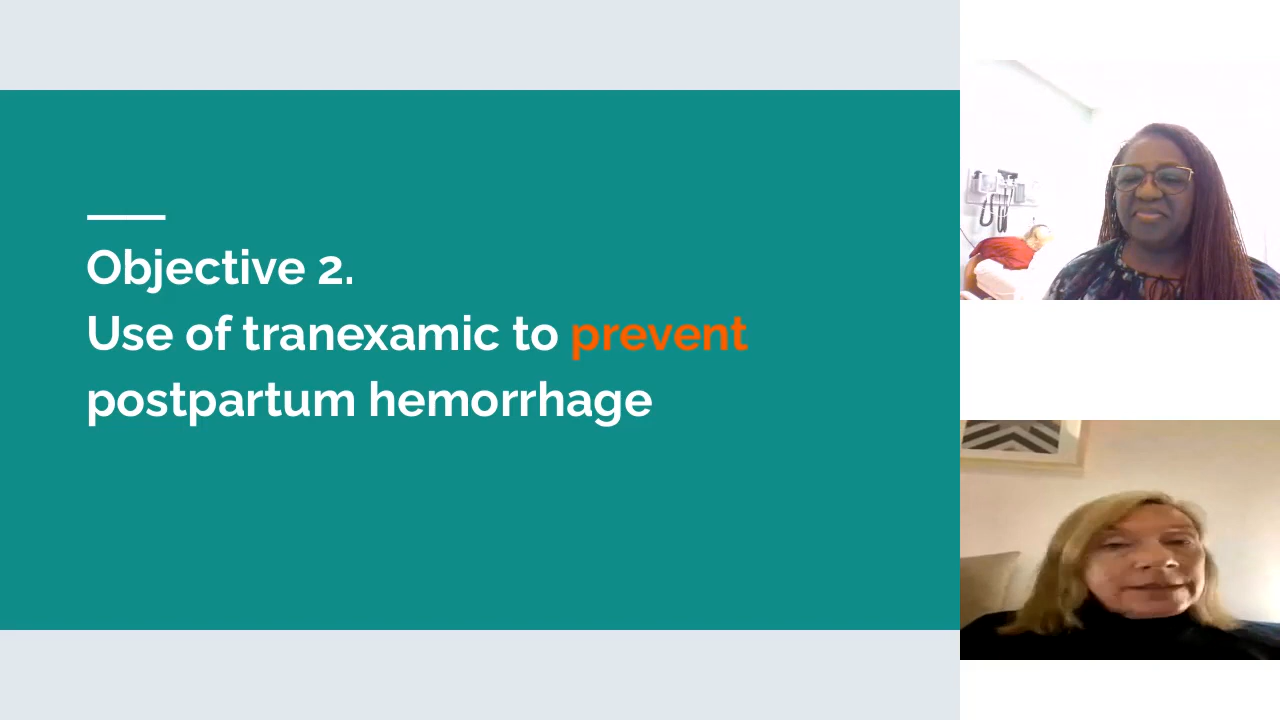 Objective 2.
Use of tranexamic to prevent
postpartum hemorrhage